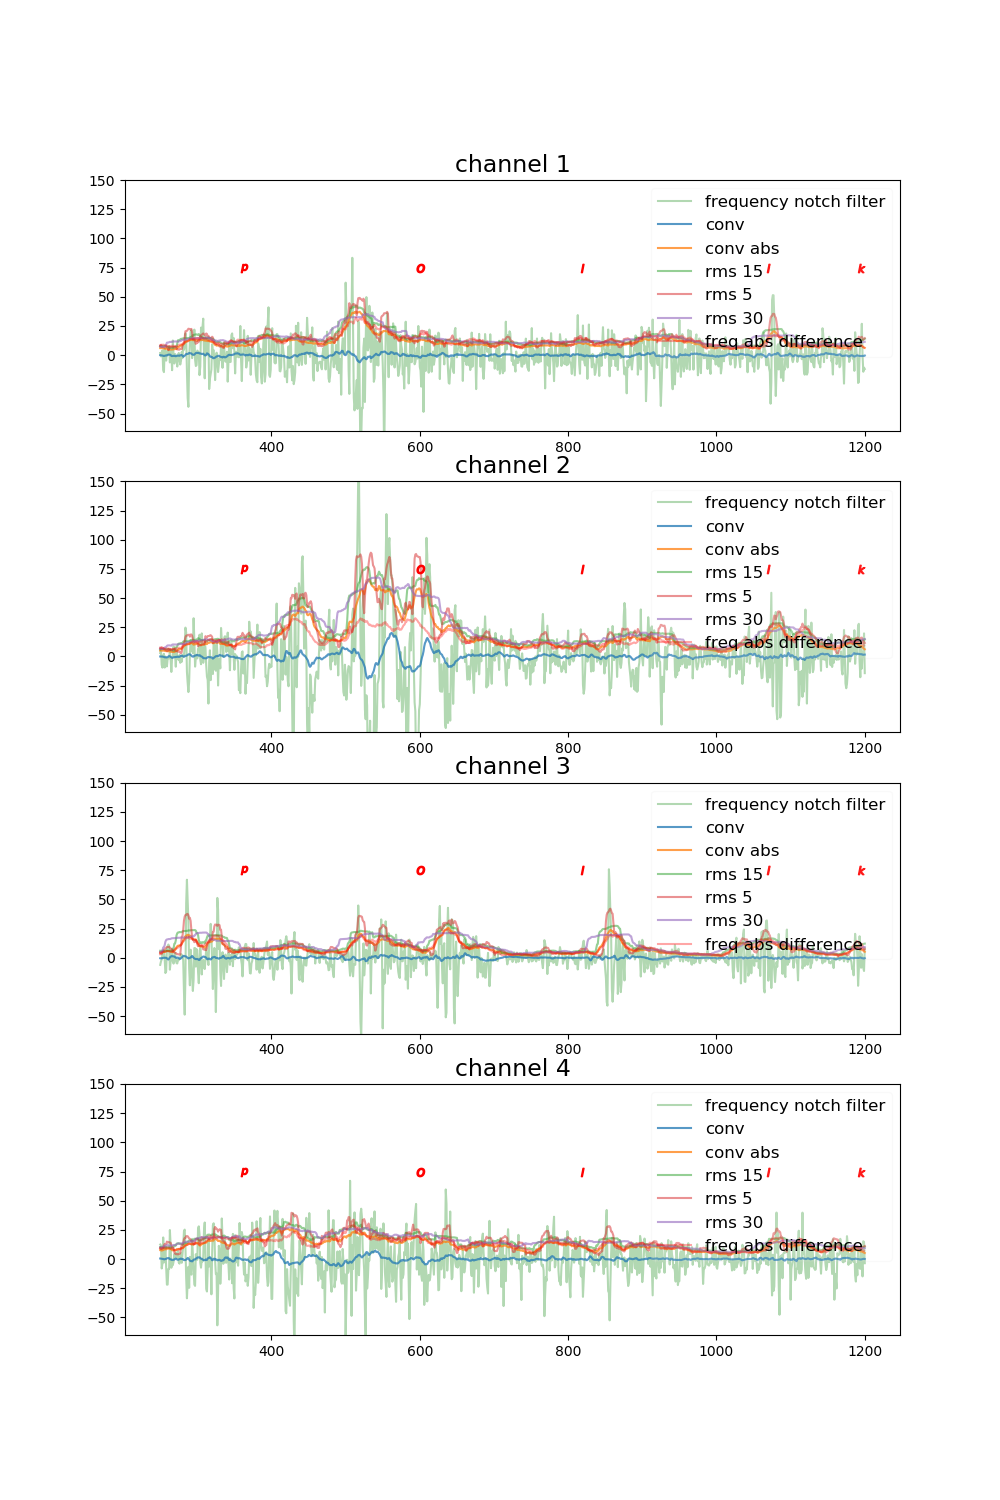 channel 1
150
125
100
75
50
25
0
−25
−50
p O l l k
frequency notch filter
conv
conv abs
rms 15
rms 5
rms 30
freq abs difference
400 600 800 1000 1200
channel 2
150
125
100
75
50
25
0
−25
−50
p O l l k
frequency notch filter
conv
conv abs
rms 15
rms 5
rms 30
freq abs difference
400 600 800 1000 1200
channel 3
150
125
100
75
50
25
0
−25
−50
p O l l k
frequency notch filter
conv
conv abs
rms 15
rms 5
rms 30
freq abs difference
400 600 800 1000 1200
channel 4
150
125
100
75
50
25
0
−25
−50
p O l l k
frequency notch filter
conv
conv abs
rms 15
rms 5
rms 30
freq abs difference
400 600 800 1000 1200